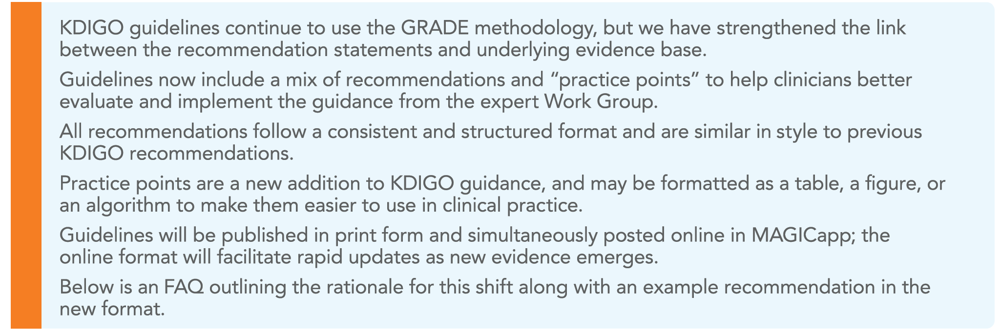 KDIGO guidelines continue to use the GRADE methodology, but we have strengthened the link
between the recommendation statements and underlying evidence base.
Guidelines now include a mix of recommendations and “practice points” to help clinicians better
evaluate and implement the guidance from the expert Work Group.
All recommendations follow a consistent and structured format and are similar in style to previous
KDIGO recommendations.
Practice points are a new addition to KDIGO guidance, and may be formatted as a table, a figure, or
an algorithm to make them easier to use in clinical practice.
Guidelines will be published in print form and simultaneously posted online in MAGICapp; the
online format will facilitate rapid updates as new evidence emerges.
Below is an FAQ outlining the rationale for this shift along with an example recommendation in the
new format.